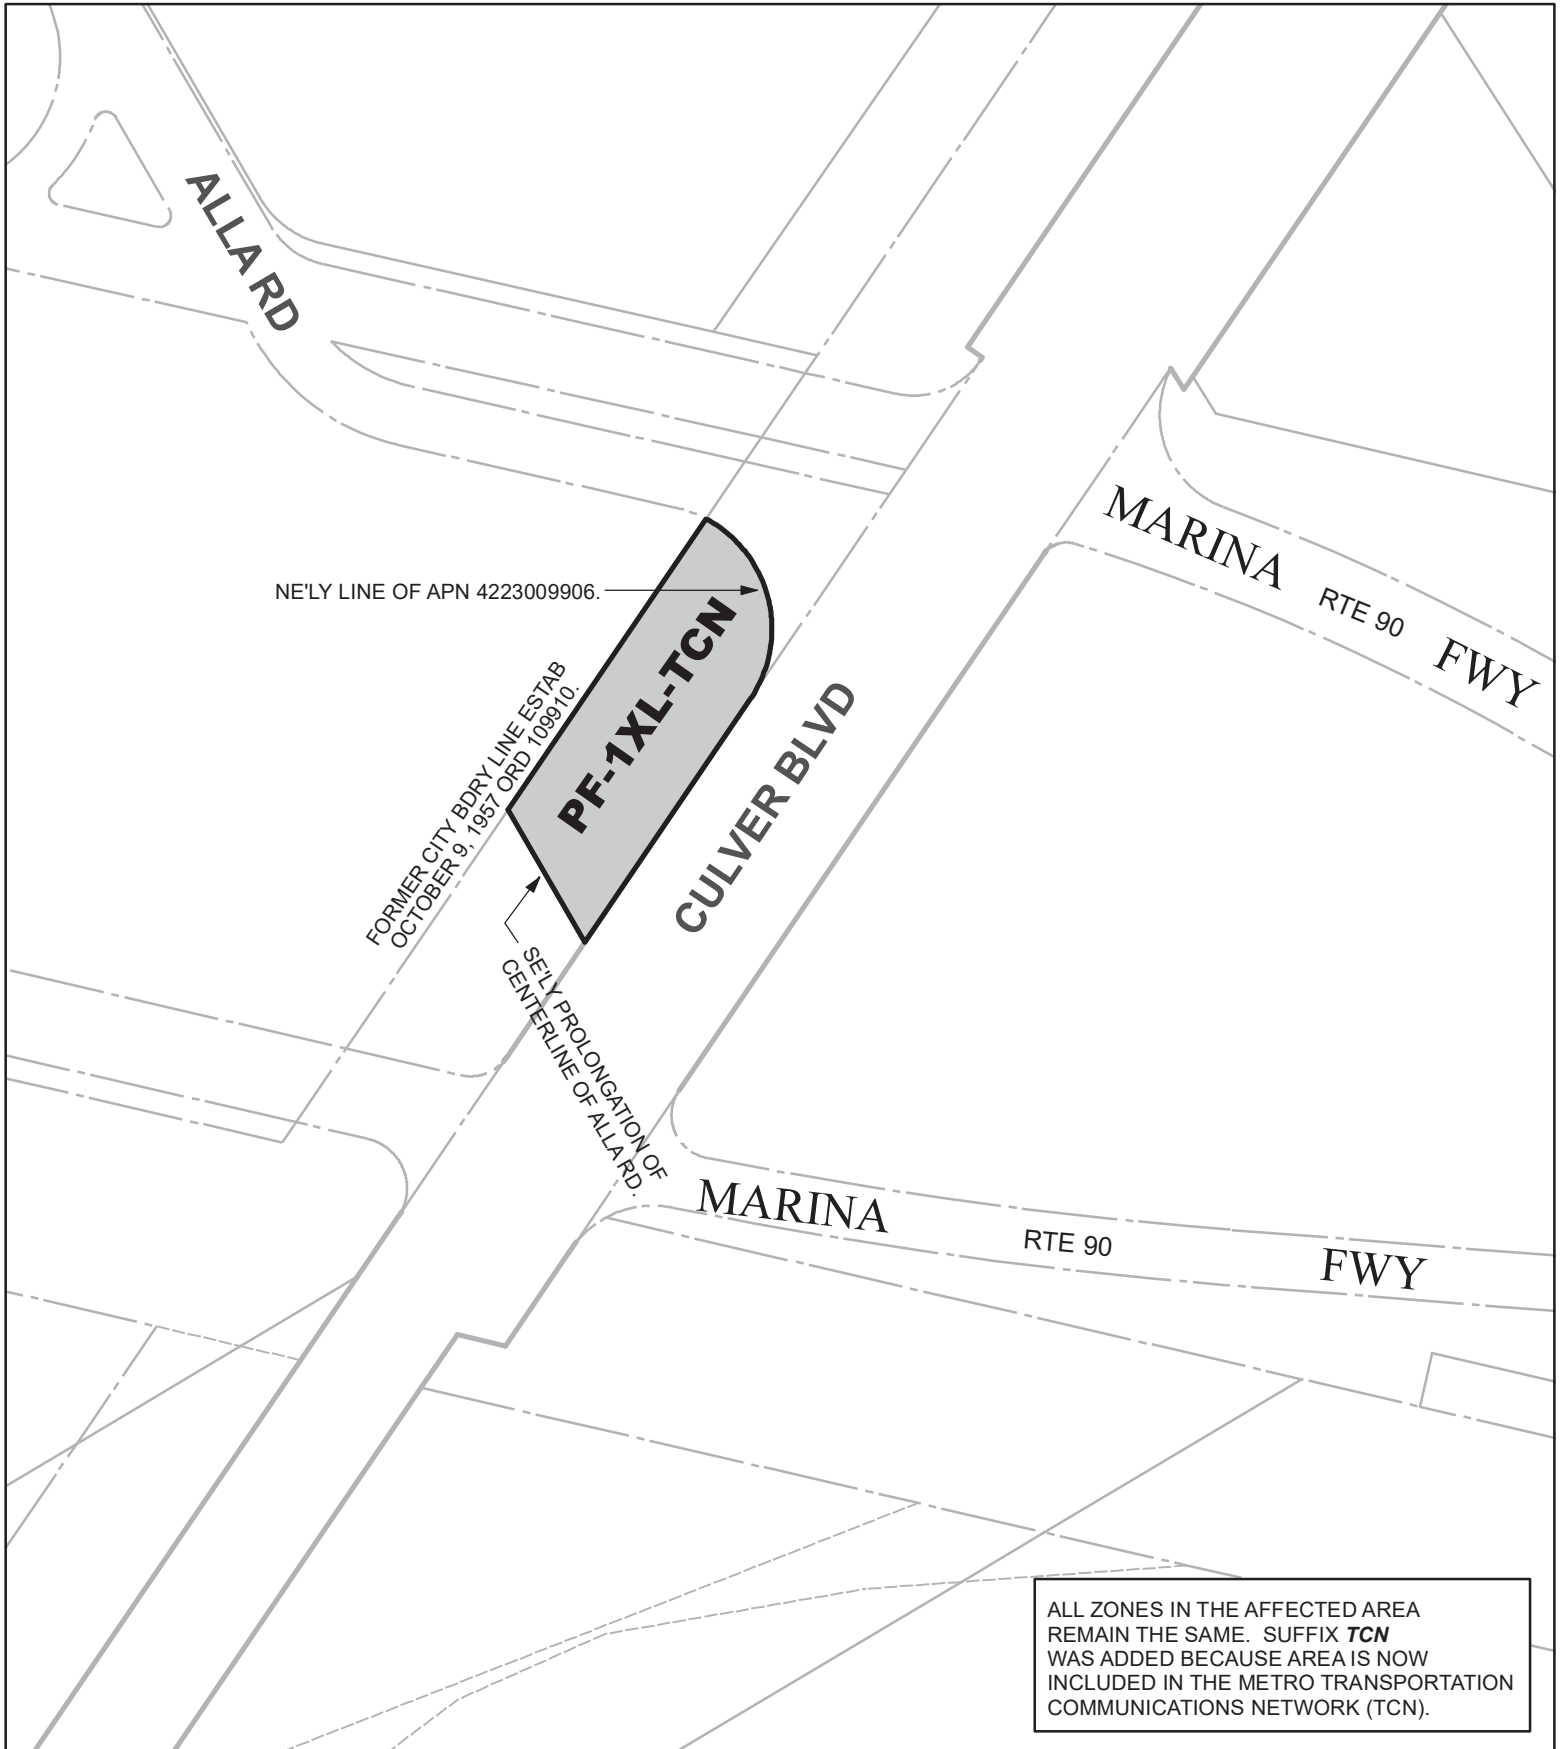 ALLA RD
MARINA
RTE 90
FWY
NE'LY LINE OF APN 4223009906.
PF-1XL-TCN
FORMER CITY BDRY LINE ESTAB
OCTOBER 9, 1957 ORD 109910.
CULVER BLVD
SE'LY PROLONGATION OF
CENTERLINE OF ALLA RD.
MARINA
RTE 90
FWY
ALL ZONES IN THE AFFECTED AREA
REMAIN THE SAME.  SUFFIX TCN
WAS ADDED BECAUSE AREA IS NOW
INCLUDED IN THE METRO TRANSPORTATION
COMMUNICATIONS NETWORK (TCN).